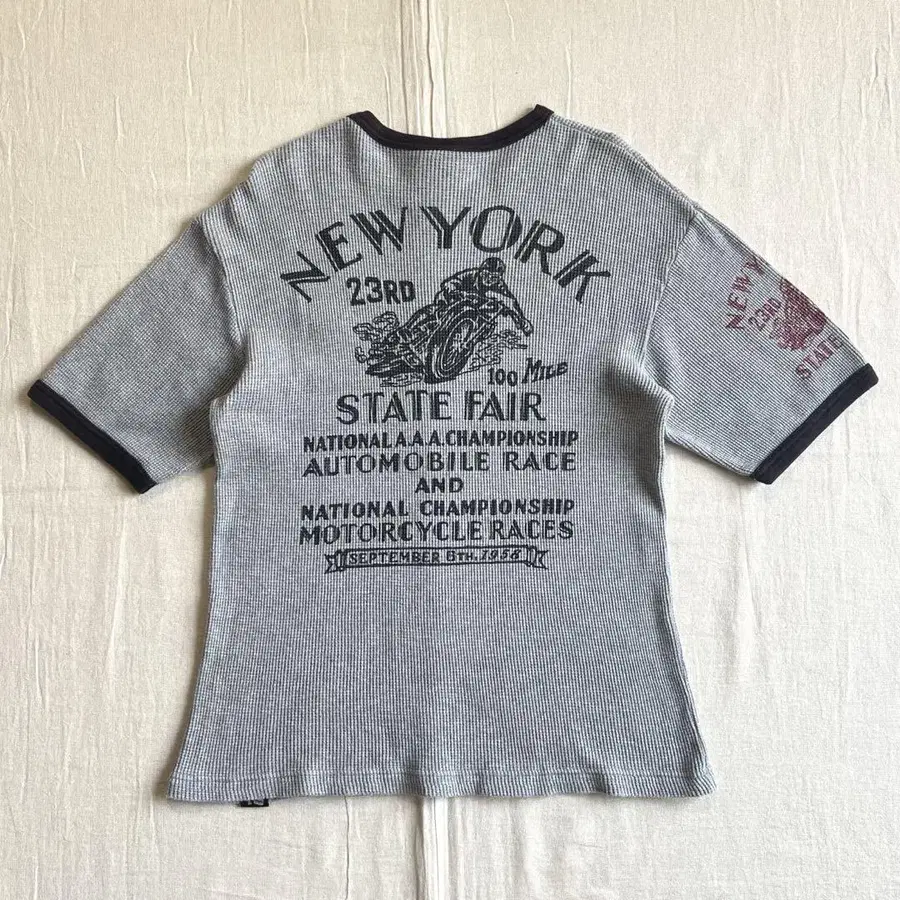 NEW YORK
23RD
100 MILE
STATE FAIR
NATIONAL A.A.A. CHAMPIONSHIP
AUTOMOBILE RACE
AND
NATIONAL CHAMPIONSHIP
MOTORCYCLE RACES
SEPTEMBER 6TH, 1958
NEW YO
23RD
STATE